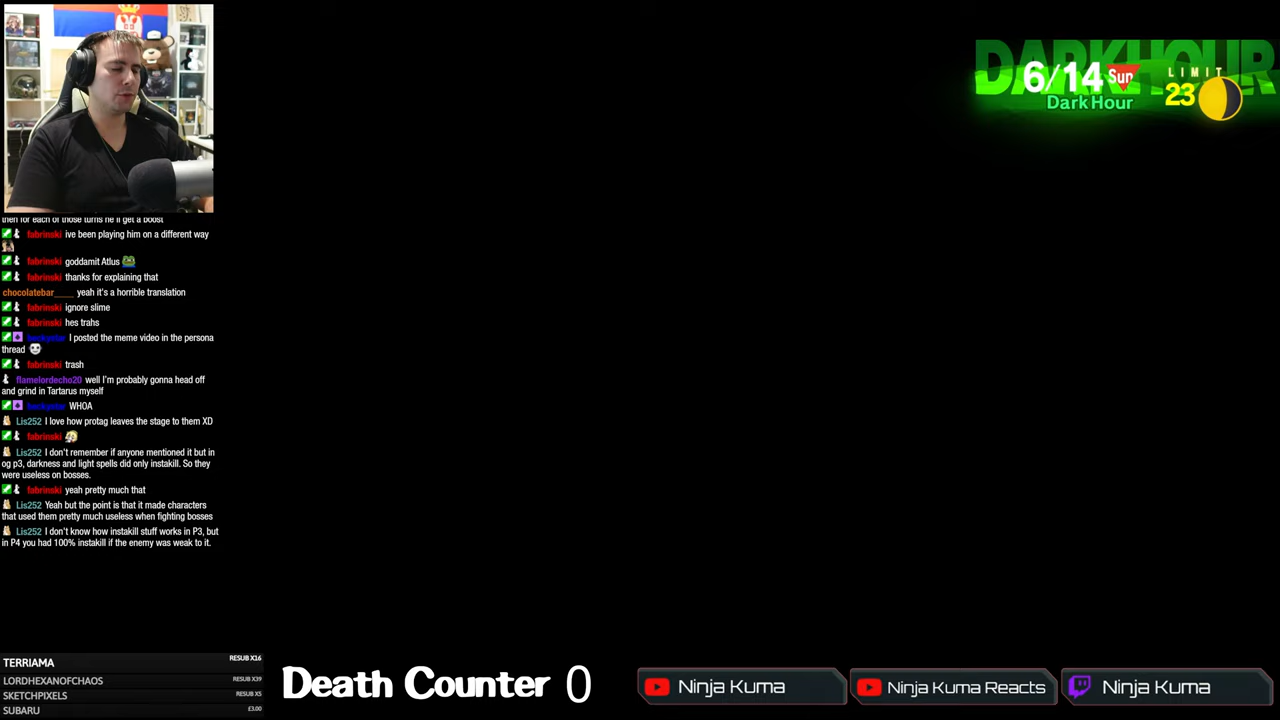 DARKHOUR
6/14 Sun
Dark Hour
LIMIT
23
then for each of those turns he'll get a boost
fabrinski ive been playing him on a different way
fabrinski goddamit Atlus
fabrinski thanks for explaining that
chocolatebar____ yeah it's a horrible translation
fabrinski ignore slime
fabrinski hes trahs
I posted the meme video in the persona
thread
fabrinski trash
flamelordecho20 well I'm probably gonna head off
and grind in Tartarus myself
WHOA
Lis252 I love how protag leaves the stage to them XD
fabrinski
Lis252 I don't remember if anyone mentioned it but in
og p3, darkness and light spells did only instakill. So they
were useless on bosses.
fabrinski yeah pretty much that
Lis252 Yeah but the point is that it made characters
that used them pretty much useless when fighting bosses
Lis252 I don't know how instakill stuff works in P3, but
in P4 you had 100% instakill if the enemy was weak to it.
TERRIAMA RESUB X16
LORDHEXANOFCHAOS RESUB X39
SKETCHPIXELS RESUB X5
SUBARU £3.00
Death Counter 0
Ninja Kuma
Ninja Kuma Reacts
Ninja Kuma